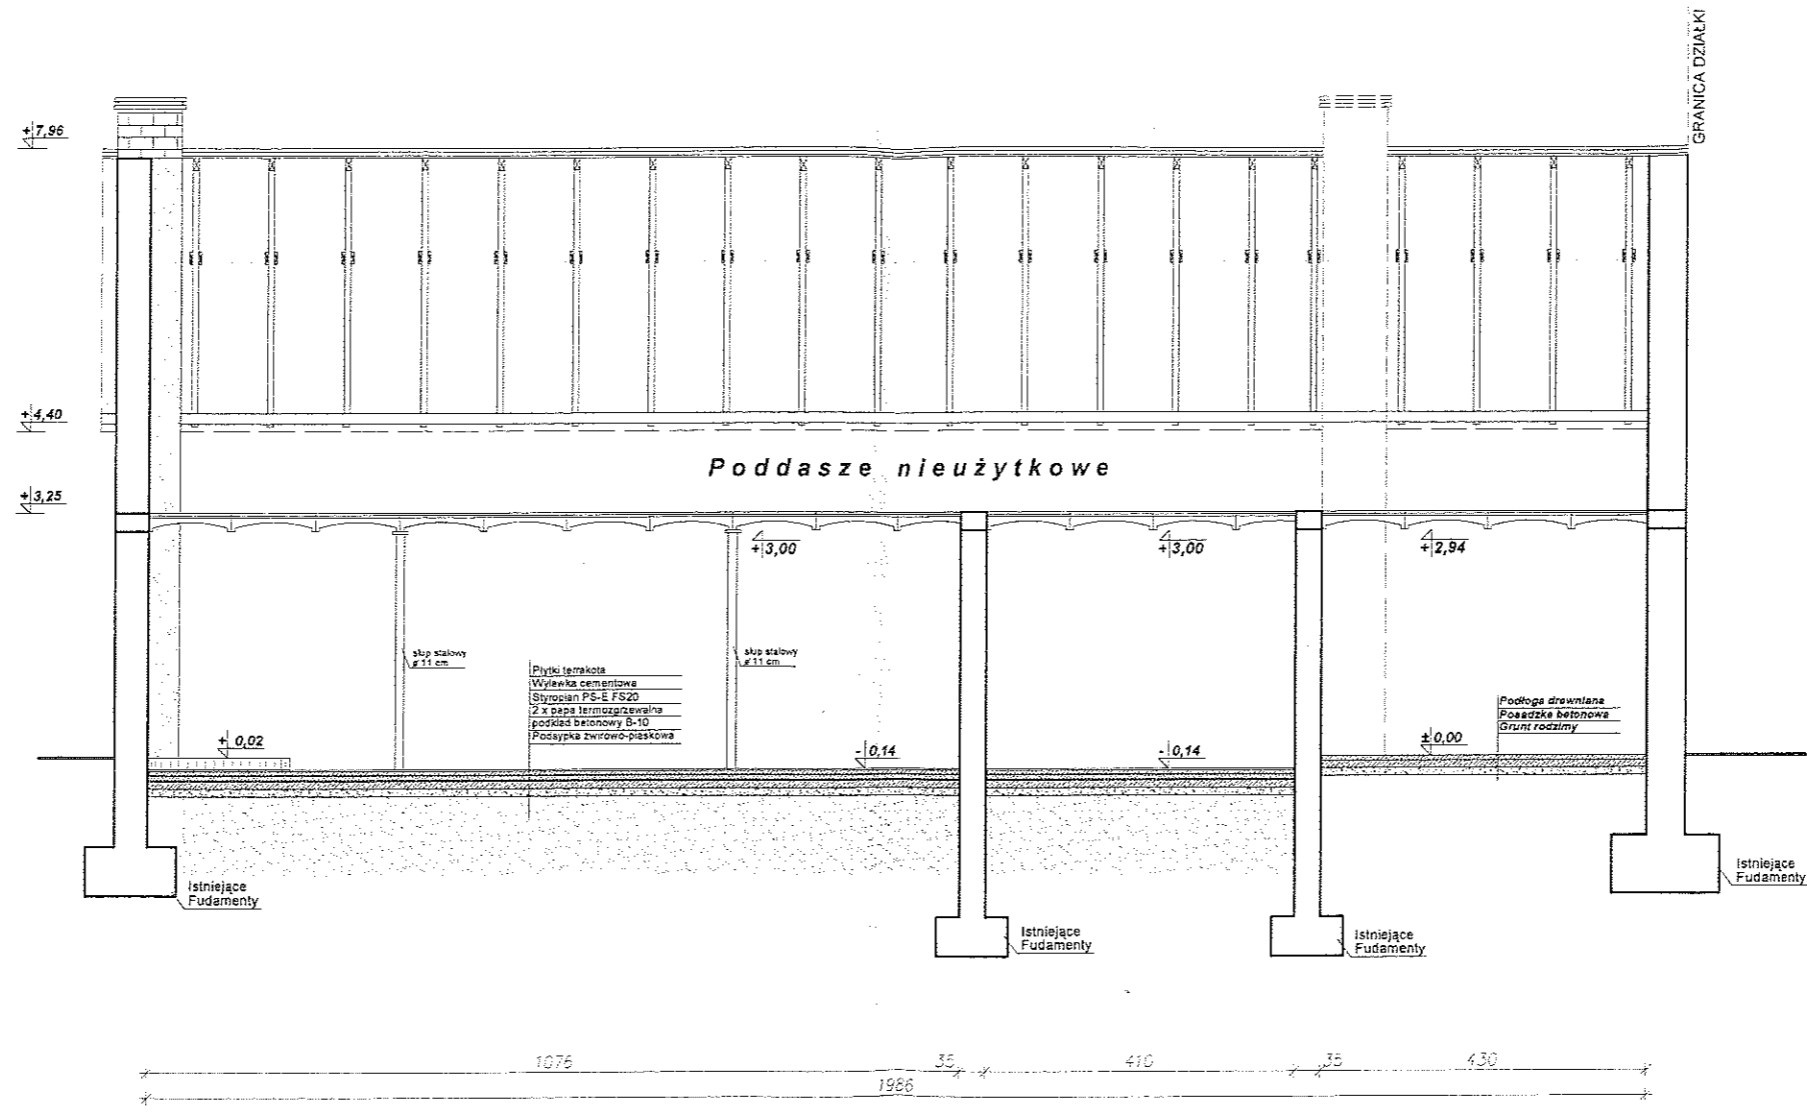 GRANICA DZIAŁKI
+7,96
+4,40
Poddasze nieużytkowe
+3,25
+3,00
+3,00
+2,94
słup stalowy
ø 11 cm
słup stalowy
ø 11 cm
Płytki terrakota
Wylewka cementowa
Styropian PS-E FS20
2 x papa termozgrzewalna
podkład betonowy B-10
Podsypka żwirowo-piaskowa
Podłoga drewniana
Posadzka betonowa
Grunt rodzimy
+0,02
-0,14
-0,14
±0,00
Istniejące
Fudamenty
Istniejące
Fudamenty
Istniejące
Fudamenty
Istniejące
Fudamenty
1076 35 410 35 430
1986